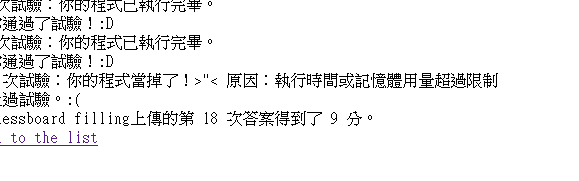 次試驗：你的程式已執行完畢。
通過了試驗！:D
次試驗：你的程式已執行完畢。
通過了試驗！:D
次試驗：你的程式當掉了！>"< 原因：執行時間或記憶體用量超過限制
過試驗。:(
essboard filling上傳的第 18 次答案得到了 9 分。
to the list